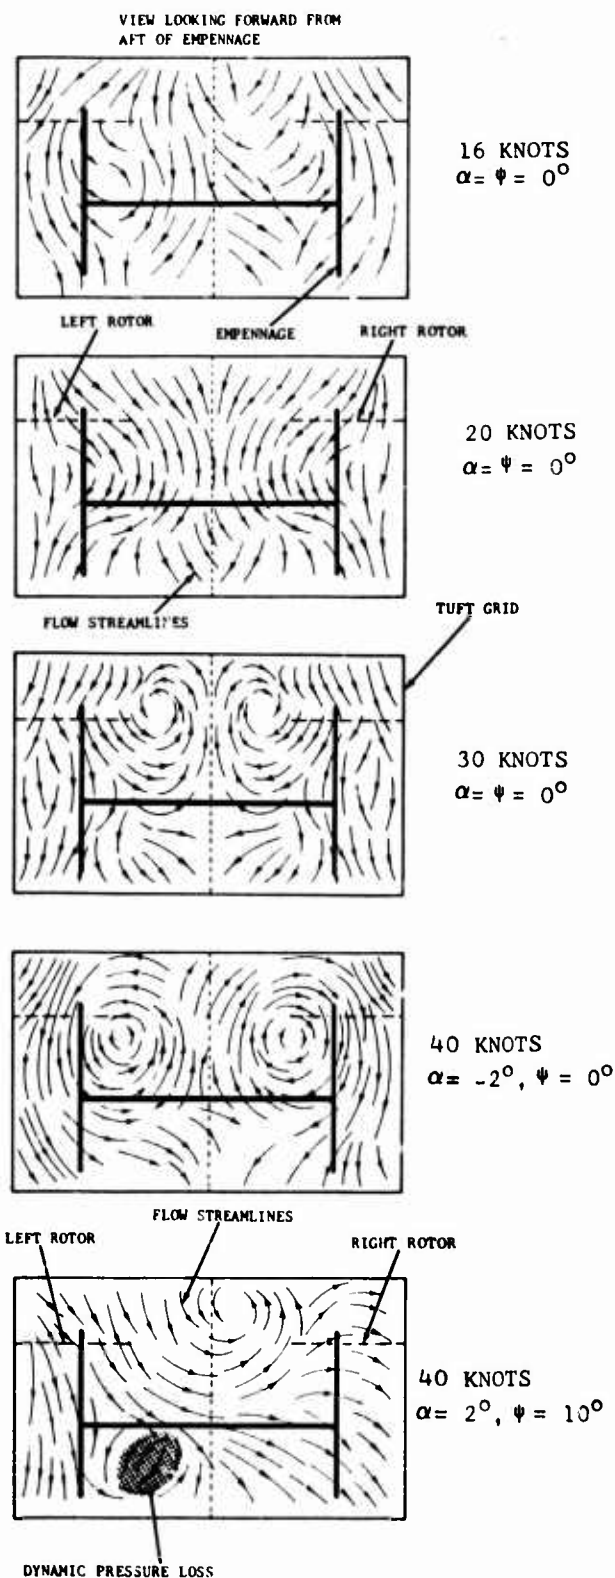 VIEW LOOKING FORWARD FROM
AFT OF EMPENNAGE
16 KNOTS
α= ψ = 0°
LEFT ROTOR
EMPENNAGE
RIGHT ROTOR
20 KNOTS
α= ψ = 0°
FLOW STREAMLINES
TUFT GRID
30 KNOTS
α= ψ = 0°
40 KNOTS
α= -2°, ψ = 0°
FLOW STREAMLINES
LEFT ROTOR
RIGHT ROTOR
40 KNOTS
α= 2°, ψ = 10°
DYNAMIC PRESSURE LOSS